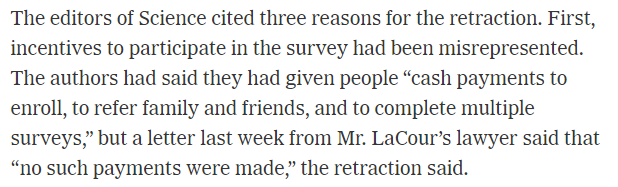 The editors of Science cited three reasons for the retraction. First,
incentives to participate in the survey had been misrepresented.
The authors had said they had given people “cash payments to
enroll, to refer family and friends, and to complete multiple
surveys,” but a letter last week from Mr. LaCour’s lawyer said that
“no such payments were made,” the retraction said.